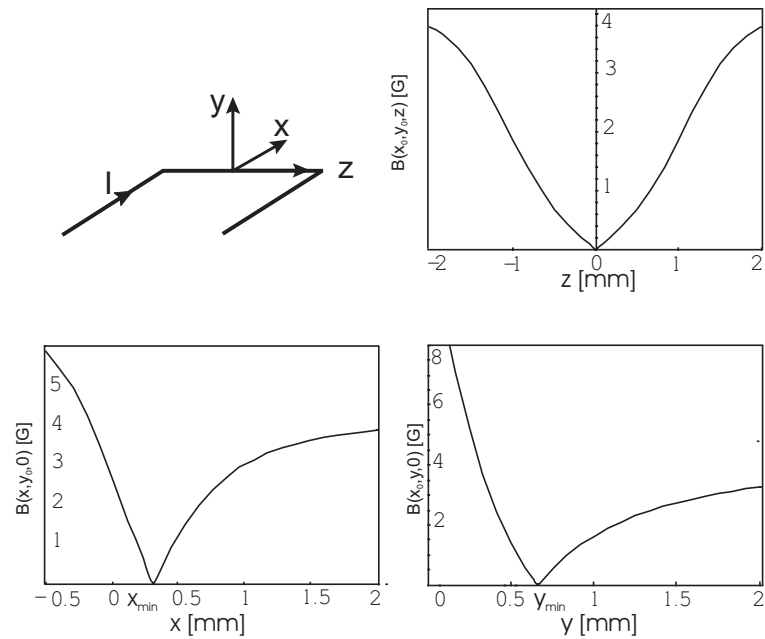 y
x
z
I
B(x₀,y₀,z) [G]
4
3
2
1
−2
−1
0
1
2
z [mm]
B(x,y₀,0) [G]
5
4
3
2
1
−0.5
0
xmin
0.5
1
1.5
2
x [mm]
B(x₀,y,0) [G]
8
6
4
2
0
0.5
ymin
1
1.5
2
y [mm]